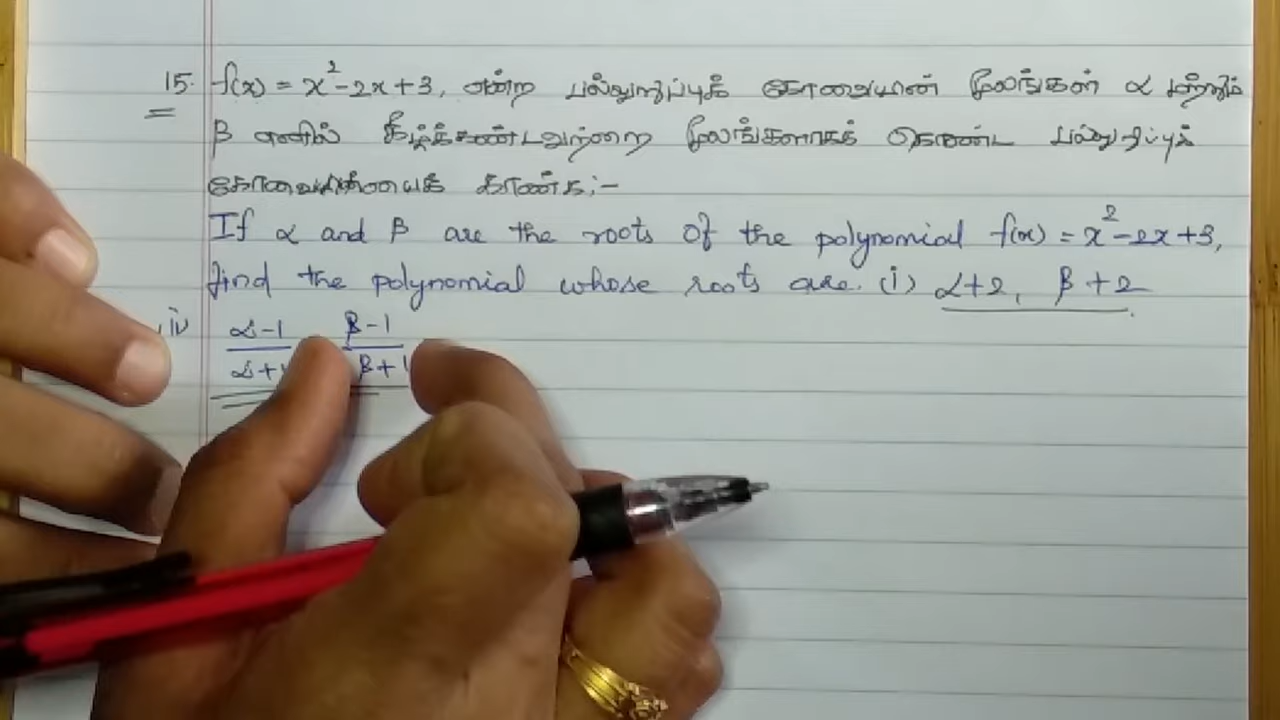 15. f(x) = x²-2x+3, என்ற பல்லுறுப்புக் கோவையின் மூலங்கள் α மற்றும்
β எனில் கீழ்க்கண்டவற்றை மூலங்களாகக் கொண்ட பல்லுறுப்புக்
கோவையினைக் காண்க:-
If α and β are the roots of the polynomial f(x) = x²-2x+3,
find the polynomial whose roots are. (i) α+2, β+2
ii, α-1 β-1
α+1 β+1